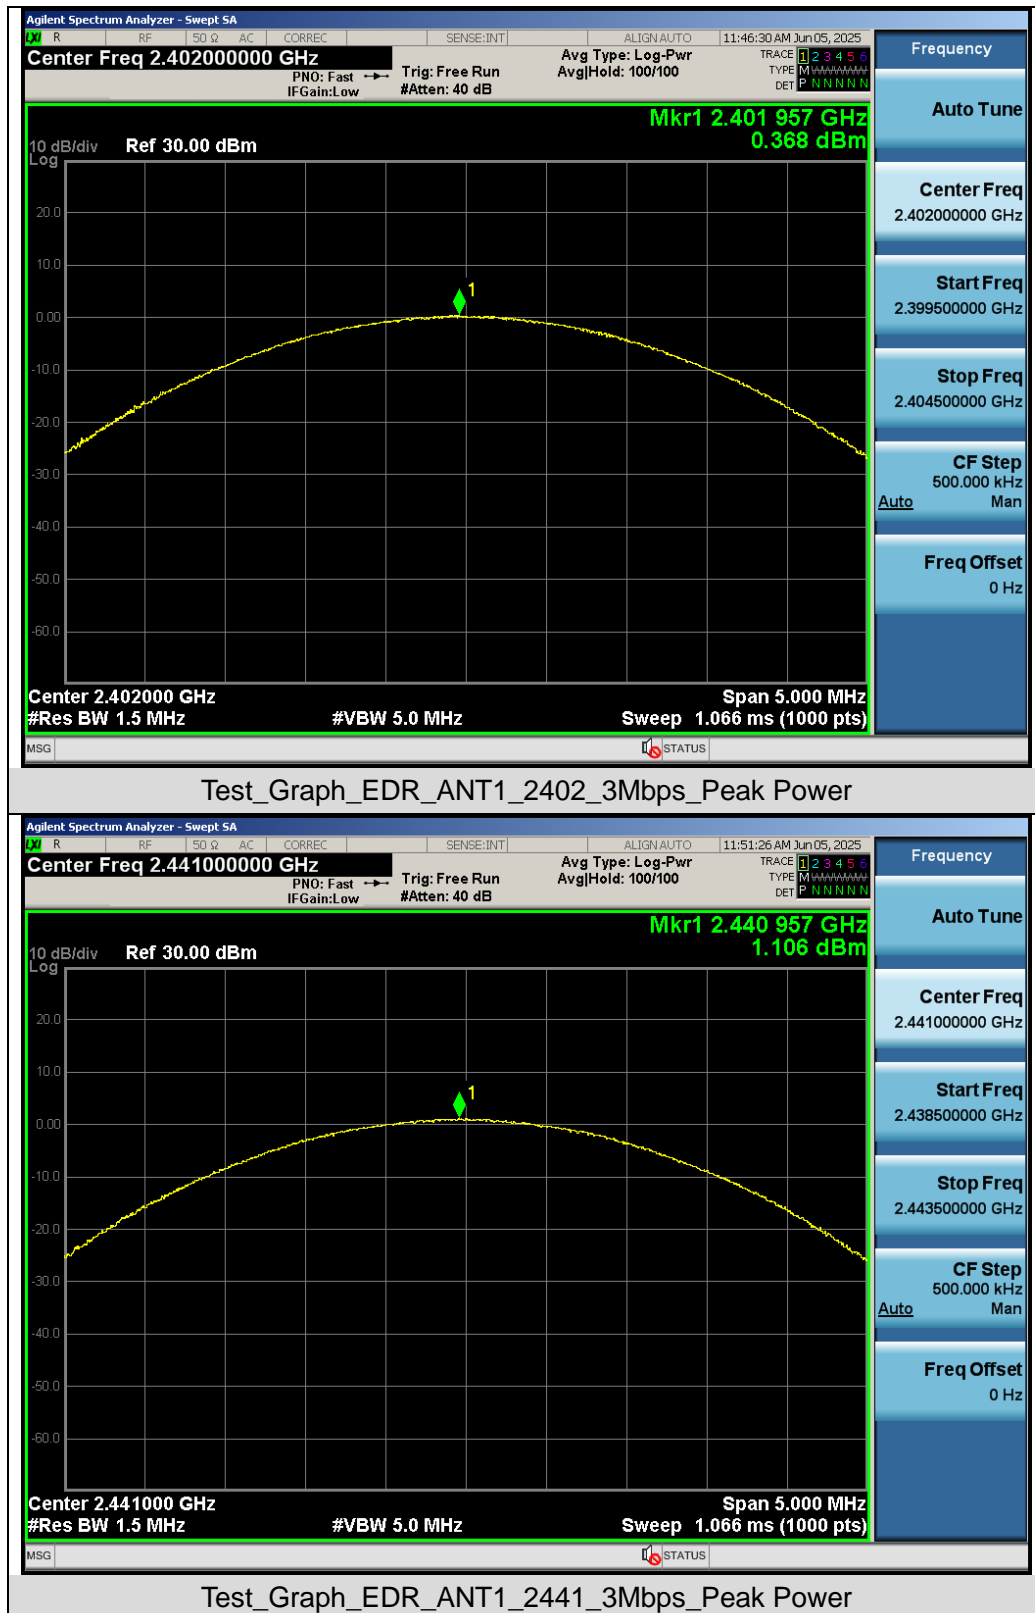 Agilent Spectrum Analyzer - Swept SA
LXI R RF 50 Ω AC CORREC SENSE:INT ALIGN AUTO 11:46:30 AM Jun 05, 2025
Center Freq 2.402000000 GHz
PNO: Fast
IFGain:Low
Trig: Free Run
#Atten: 40 dB
Avg Type: Log-Pwr
Avg|Hold: 100/100
TRACE 1 2 3 4 5 6
TYPE M
DET P N N N N N
Mkr1 2.401 957 GHz
0.368 dBm
10 dB/div Ref 30.00 dBm
Log
20.0
10.0
0.00
-10.0
-20.0
-30.0
-40.0
-50.0
-60.0
Center 2.402000 GHz Span 5.000 MHz
#Res BW 1.5 MHz #VBW 5.0 MHz Sweep 1.066 ms (1000 pts)
MSG STATUS
Frequency
Auto Tune
Center Freq
2.402000000 GHz
Start Freq
2.399500000 GHz
Stop Freq
2.404500000 GHz
CF Step
500.000 kHz
Auto Man
Freq Offset
0 Hz
1
Test_Graph_EDR_ANT1_2402_3Mbps_Peak Power
Agilent Spectrum Analyzer - Swept SA
LXI R RF 50 Ω AC CORREC SENSE:INT ALIGN AUTO 11:51:26 AM Jun 05, 2025
Center Freq 2.441000000 GHz
PNO: Fast
IFGain:Low
Trig: Free Run
#Atten: 40 dB
Avg Type: Log-Pwr
Avg|Hold: 100/100
TRACE 1 2 3 4 5 6
TYPE M
DET P N N N N N
Mkr1 2.440 957 GHz
1.106 dBm
10 dB/div Ref 30.00 dBm
Log
20.0
10.0
0.00
-10.0
-20.0
-30.0
-40.0
-50.0
-60.0
Center 2.441000 GHz Span 5.000 MHz
#Res BW 1.5 MHz #VBW 5.0 MHz Sweep 1.066 ms (1000 pts)
MSG STATUS
Frequency
Auto Tune
Center Freq
2.441000000 GHz
Start Freq
2.438500000 GHz
Stop Freq
2.443500000 GHz
CF Step
500.000 kHz
Auto Man
Freq Offset
0 Hz
1
Test_Graph_EDR_ANT1_2441_3Mbps_Peak Power